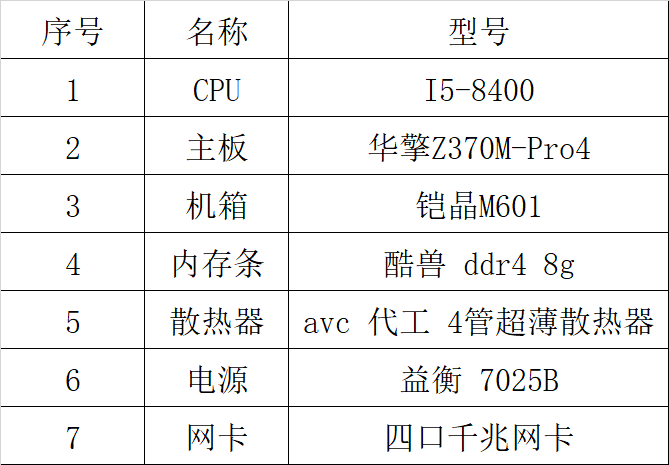 序号 名称 型号
1 CPU I5-8400
2 主板 华擎Z370M-Pro4
3 机箱 铠晶M601
4 内存条 酷兽 ddr4 8g
5 散热器 avc 代工 4管超薄散热器
6 电源 益衡 7025B
7 网卡 四口千兆网卡